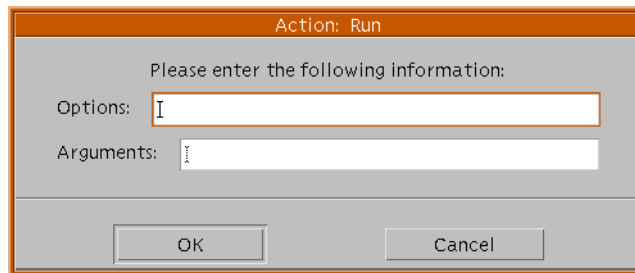 Action: Run
Please enter the following information:
Options:
Arguments:
OK Cancel